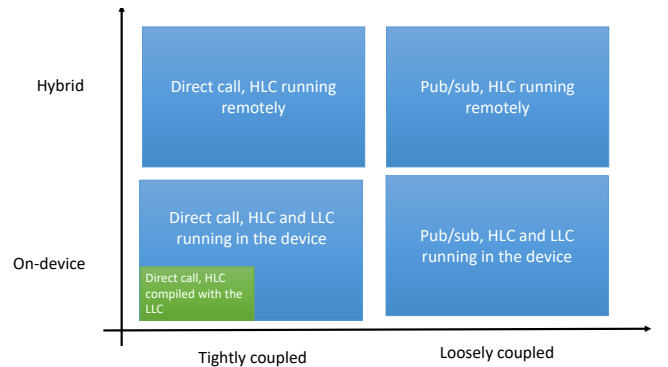 Hybrid
Direct call, HLC running
remotely
Pub/sub, HLC running
remotely
On-device
Direct call, HLC and LLC
running in the device
Direct call, HLC
compiled with the
LLC
Pub/sub, HLC and LLC
running in the device
Tightly coupled
Loosely coupled